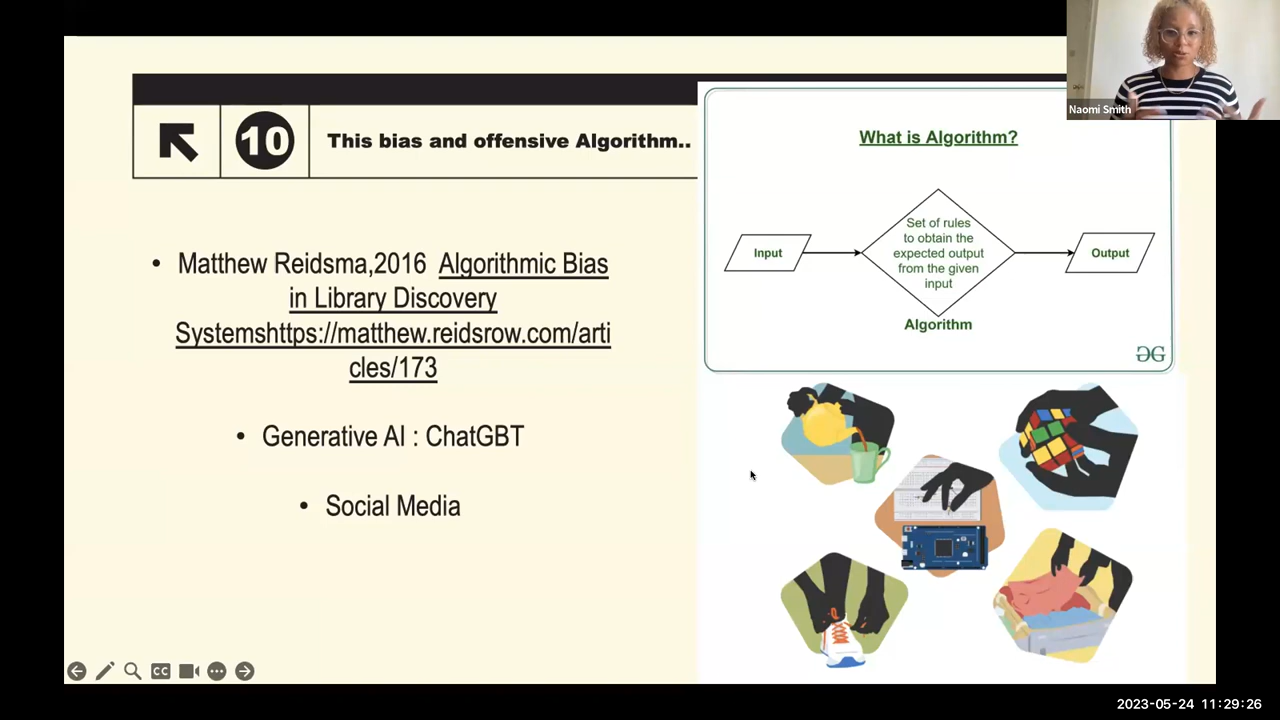 10
This bias and offensive Algorithm..
• Matthew Reidsma,2016 Algorithmic Bias
in Library Discovery
Systemshttps://matthew.reidsrow.com/arti
cles/173
• Generative AI : ChatGBT
• Social Media
What is Algorithm?
Input
Set of rules
to obtain the
expected output
from the given
input
Output
Algorithm
Naomi Smith
CC
2023-05-24 11:29:26